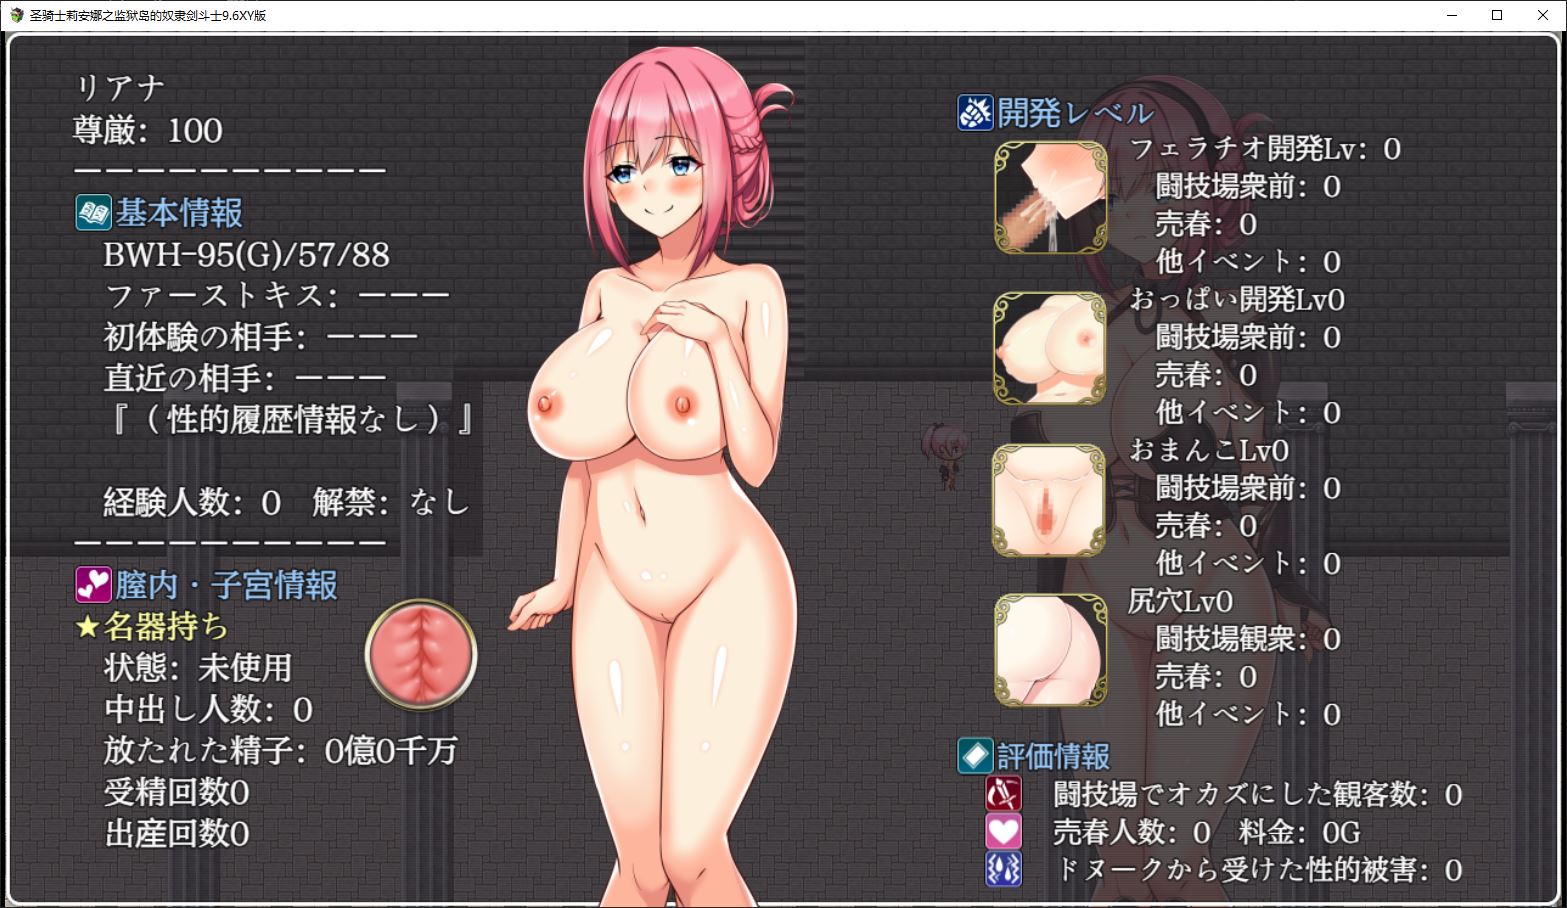 圣骑士莉安娜之监狱岛的奴隶剑斗士9.6XY版
リアナ
尊厳：100
ーーーーーーーーーー
基本情報
BWH-95(G)/57/88
ファーストキス：ーーー
初体験の相手：ーーー
直近の相手：ーーー
『（性的履歴情報なし）』
経験人数：0　解禁：なし
ーーーーーーーーーー
膣内・子宮情報
★名器持ち
状態：未使用
中出し人数：0
放たれた精子：0億0千万
受精回数0
出産回数0
開発レベル
フェラチオ開発Lv：0
闘技場衆前：0
売春：0
他イベント：0
おっぱい開発Lv0
闘技場衆前：0
売春：0
他イベント：0
おまんこLv0
闘技場衆前：0
売春：0
他イベント：0
尻穴Lv0
闘技場観衆：0
売春：0
他イベント：0
評価情報
闘技場でオカズにした観客数：0
売春人数：0　料金：0G
ドヌークから受けた性的被害：0